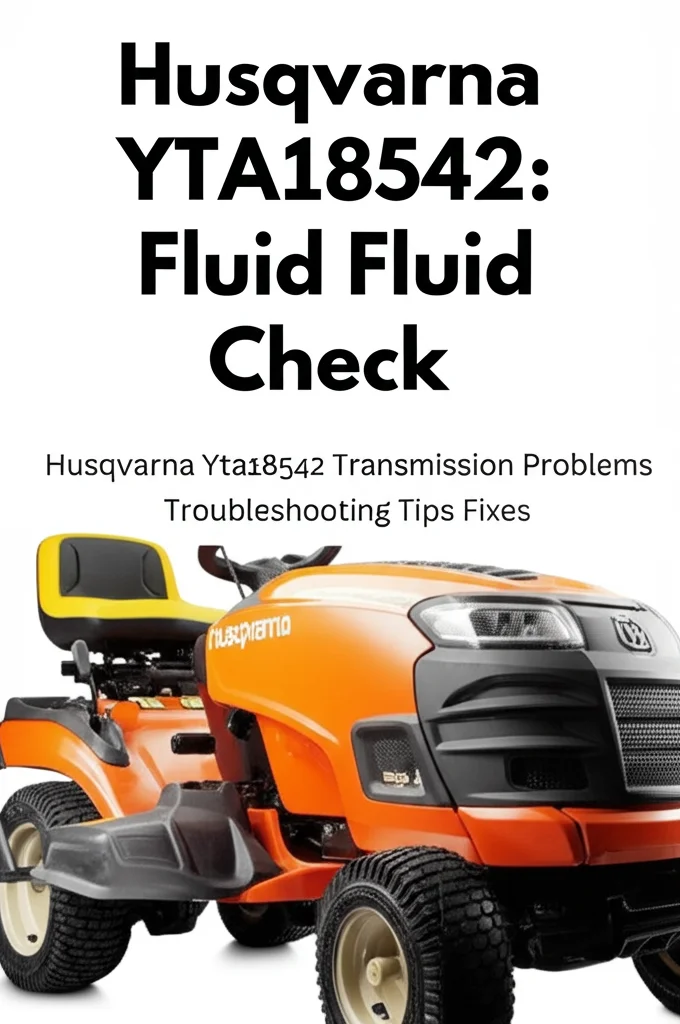 Husqvarna
YTA18542:
Fluid Fluid
Check
Husqvarna Yta18542 Transmission Problems
Troubleshooting Tips Fixes